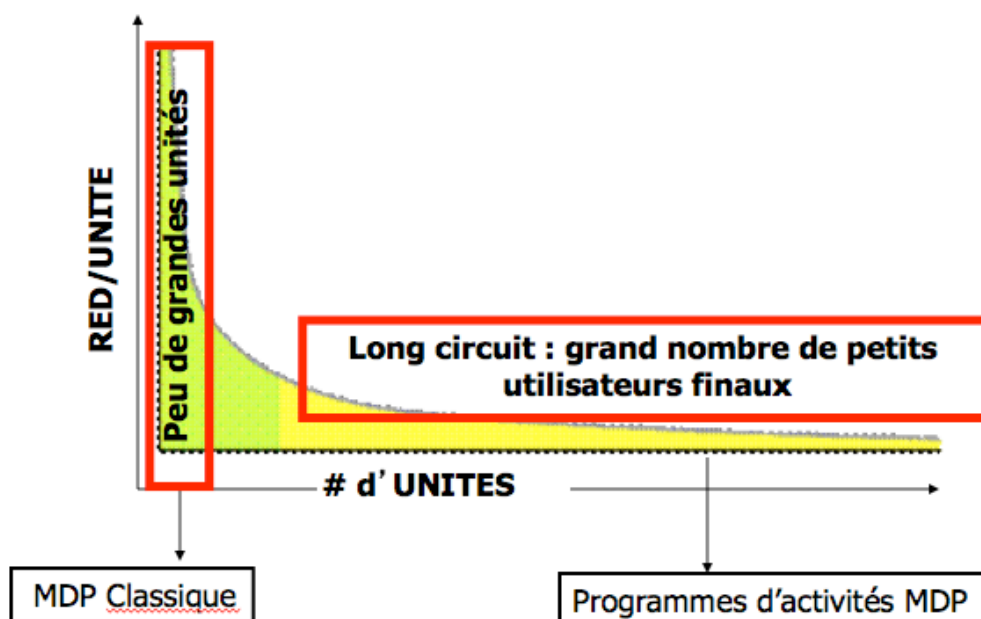 RED/UNITE
Peu de grandes unités
Long circuit : grand nombre de petits
utilisateurs finaux
# d' UNITES
MDP Classique
Programmes d'activités MDP